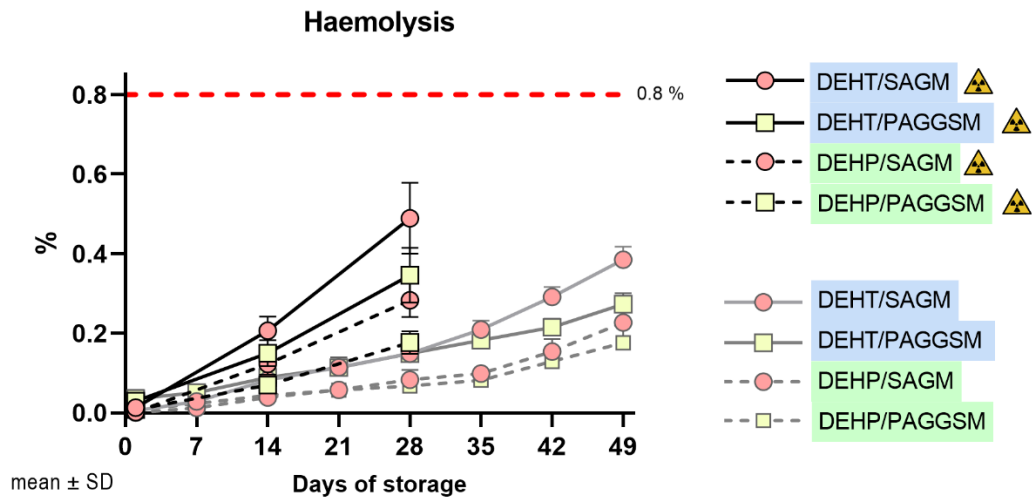 Haemolysis
0.8
0.6
0.4
0.2
0.0
%
0.8 %
0
1
7
14
21
28
35
42
49
Days of storage
mean ± SD
DEHT/SAGM
DEHT/PAGGSM
DEHP/SAGM
DEHP/PAGGSM
DEHT/SAGM
DEHT/PAGGSM
DEHP/SAGM
DEHP/PAGGSM